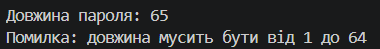 Довжина пароля: 65
Помилка: довжина мусить бути від 1 до 64